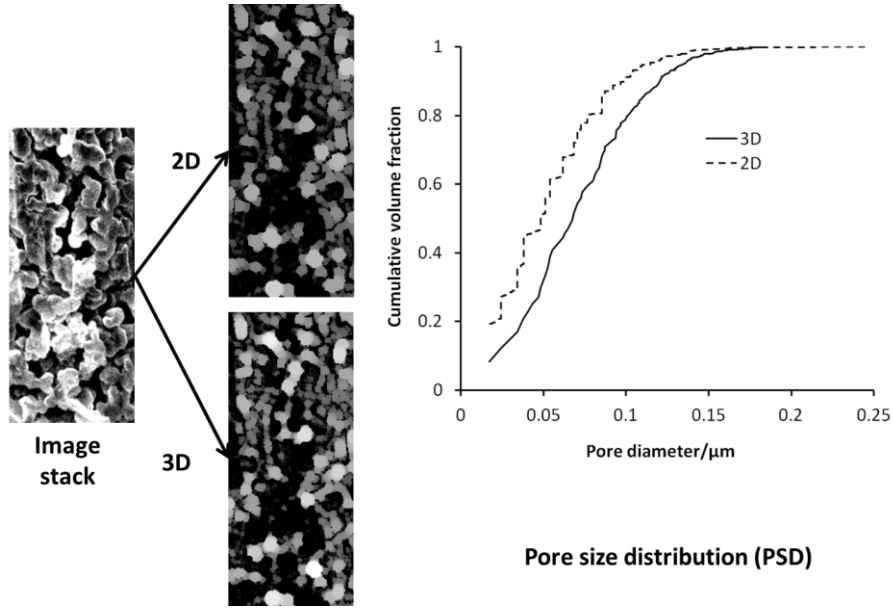 2D
Image
stack
3D
1
0.8
0.6
0.4
0.2
0
Cumulative volume fraction
3D
2D
0
0.05
0.1
0.15
0.2
0.25
Pore diameter/µm
Pore size distribution (PSD)